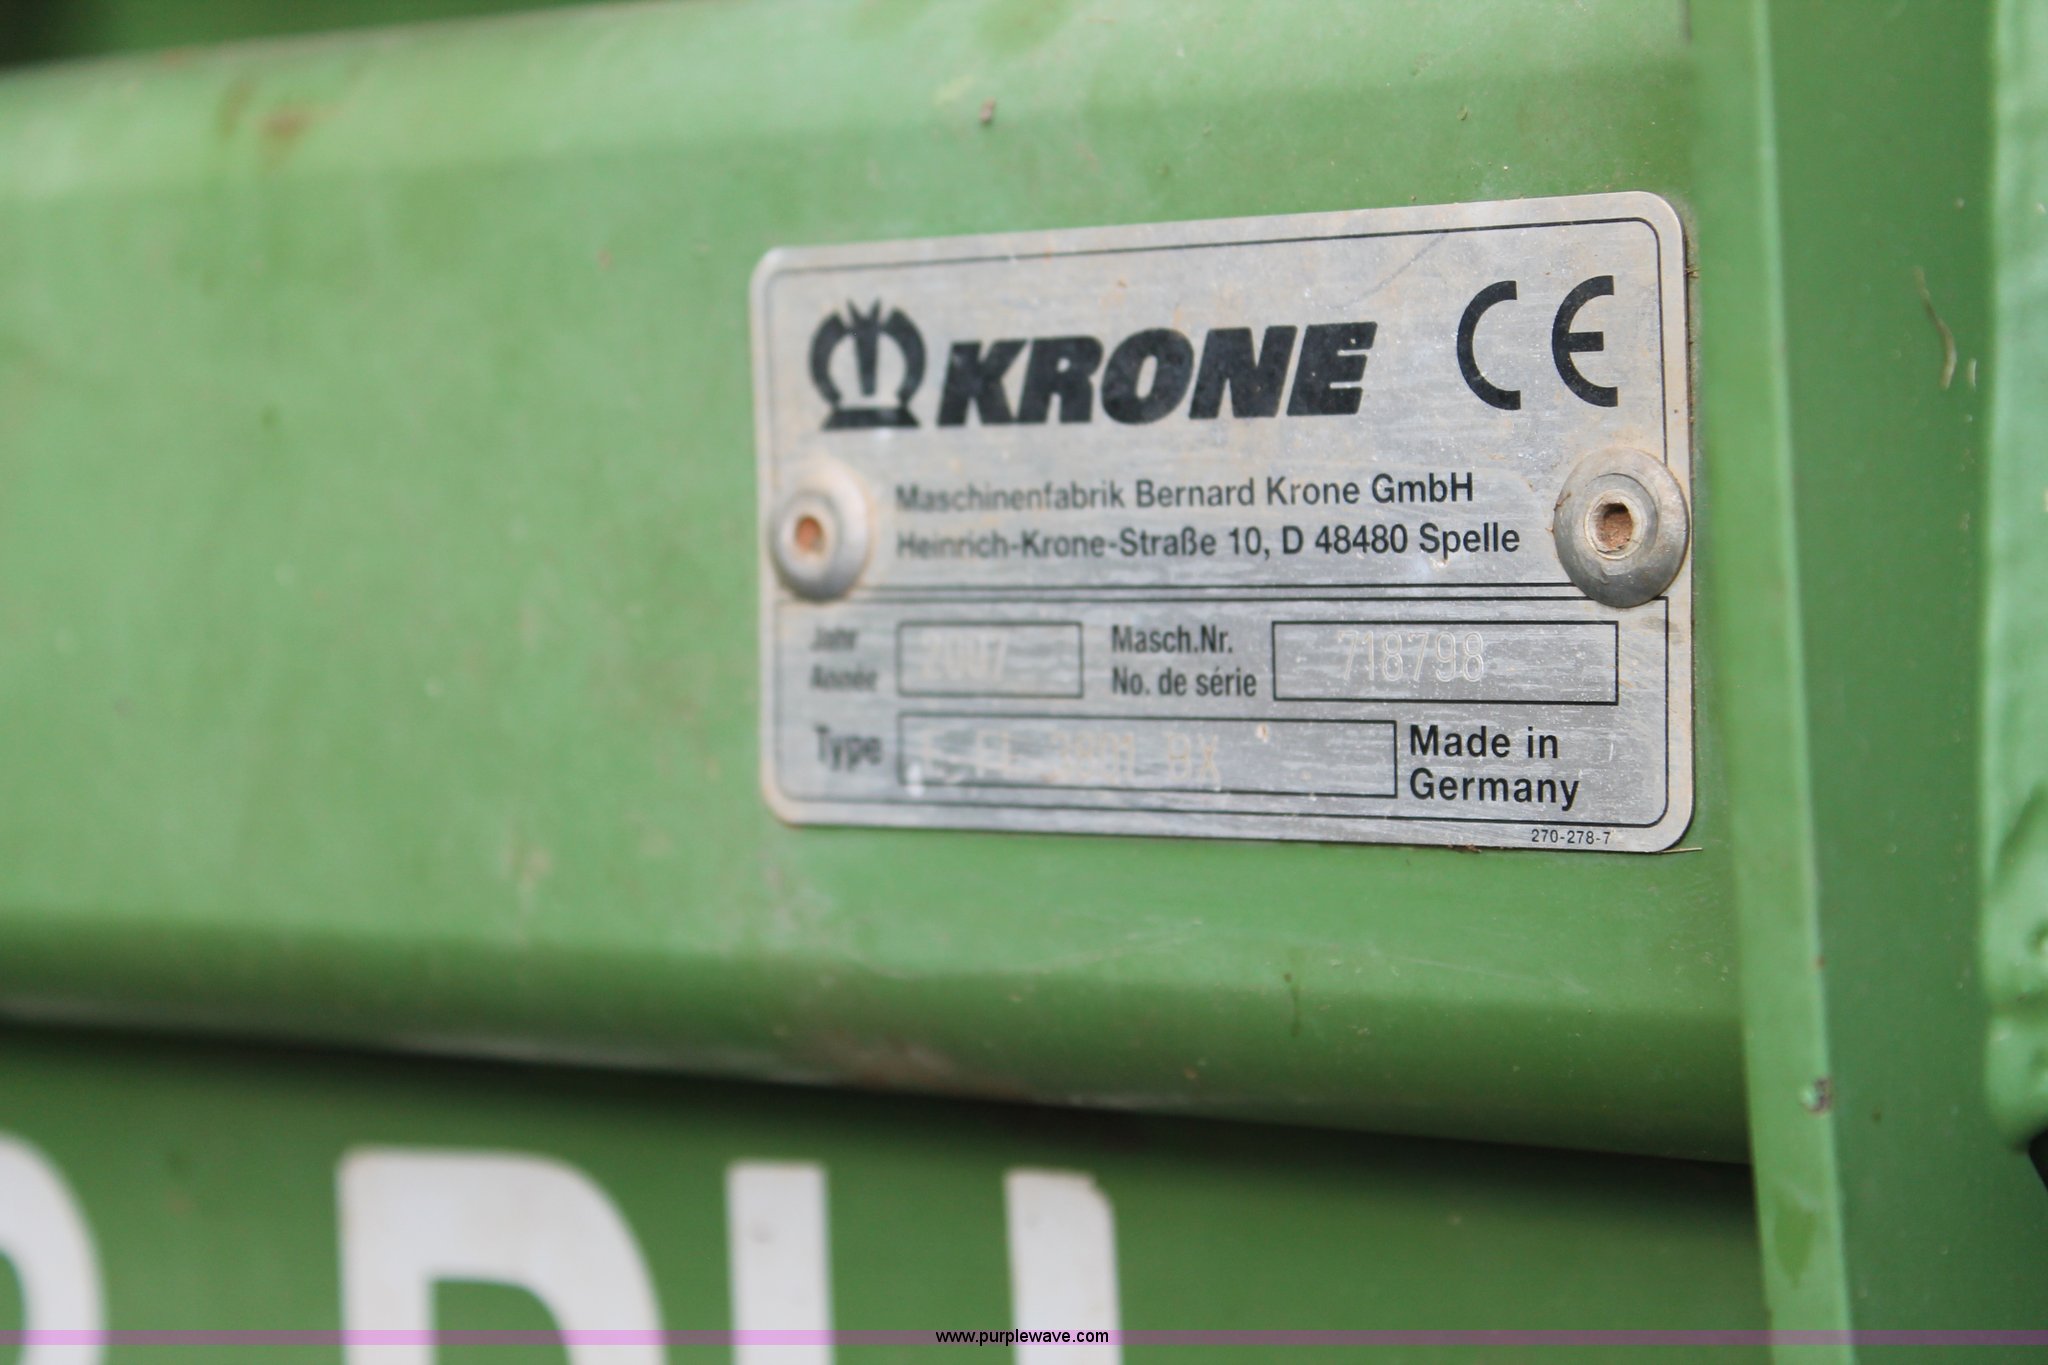 KRONE CE
Maschinenfabrik Bernard Krone GmbH
Heinrich-Krone-Straße 10, D 48480 Spelle
Jahr 2007 Masch.Nr. 718798
Année No. de série
Type Made in
Germany
270-278-7
www.purplewave.com